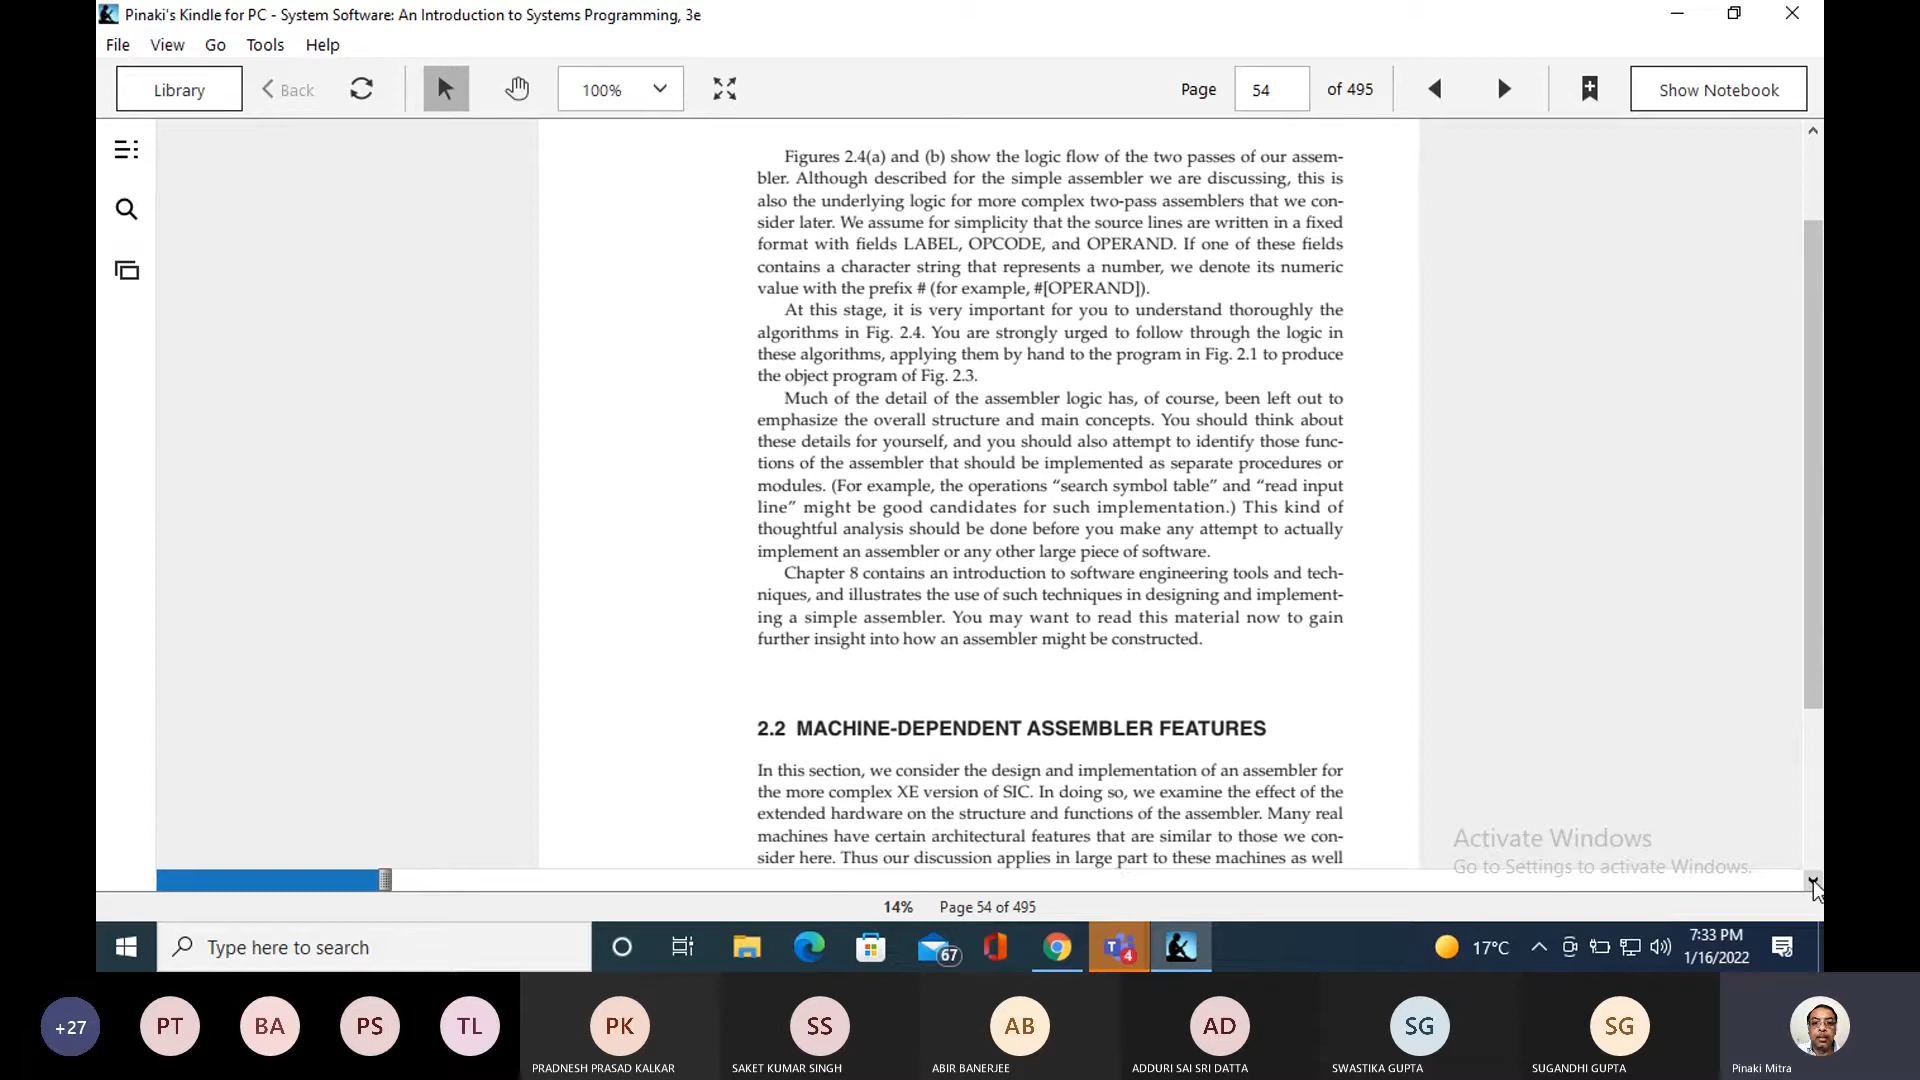 Pinaki's Kindle for PC - System Software: An Introduction to Systems Programming, 3e
File View Go Tools Help
Library Back 100% Page 54 of 495 Show Notebook
Figures 2.4(a) and (b) show the logic flow of the two passes of our assem-
bler. Although described for the simple assembler we are discussing, this is
also the underlying logic for more complex two-pass assemblers that we con-
sider later. We assume for simplicity that the source lines are written in a fixed
format with fields LABEL, OPCODE, and OPERAND. If one of these fields
contains a character string that represents a number, we denote its numeric
value with the prefix # (for example, #[OPERAND]).
At this stage, it is very important for you to understand thoroughly the
algorithms in Fig. 2.4. You are strongly urged to follow through the logic in
these algorithms, applying them by hand to the program in Fig. 2.1 to produce
the object program of Fig. 2.3.
Much of the detail of the assembler logic has, of course, been left out to
emphasize the overall structure and main concepts. You should think about
these details for yourself, and you should also attempt to identify those func-
tions of the assembler that should be implemented as separate procedures or
modules. (For example, the operations “search symbol table” and “read input
line” might be good candidates for such implementation.) This kind of
thoughtful analysis should be done before you make any attempt to actually
implement an assembler or any other large piece of software.
Chapter 8 contains an introduction to software engineering tools and tech-
niques, and illustrates the use of such techniques in designing and implement-
ing a simple assembler. You may want to read this material now to gain
further insight into how an assembler might be constructed.
2.2 MACHINE-DEPENDENT ASSEMBLER FEATURES
In this section, we consider the design and implementation of an assembler for
the more complex XE version of SIC. In doing so, we examine the effect of the
extended hardware on the structure and functions of the assembler. Many real
machines have certain architectural features that are similar to those we con-
sider here. Thus our discussion applies in large part to these machines as well
Activate Windows
Go to Settings to activate Windows.
14% Page 54 of 495
Type here to search 67 4 17°C 7:33 PM
1/16/2022
+27 PT BA PS TL PK SS AB AD SG SG
PRADNESH PRASAD KALKAR SAKET KUMAR SINGH ABIR BANERJEE ADDURI SAI SRI DATTA SWASTIKA GUPTA SUGANDHI GUPTA Pinaki Mitra